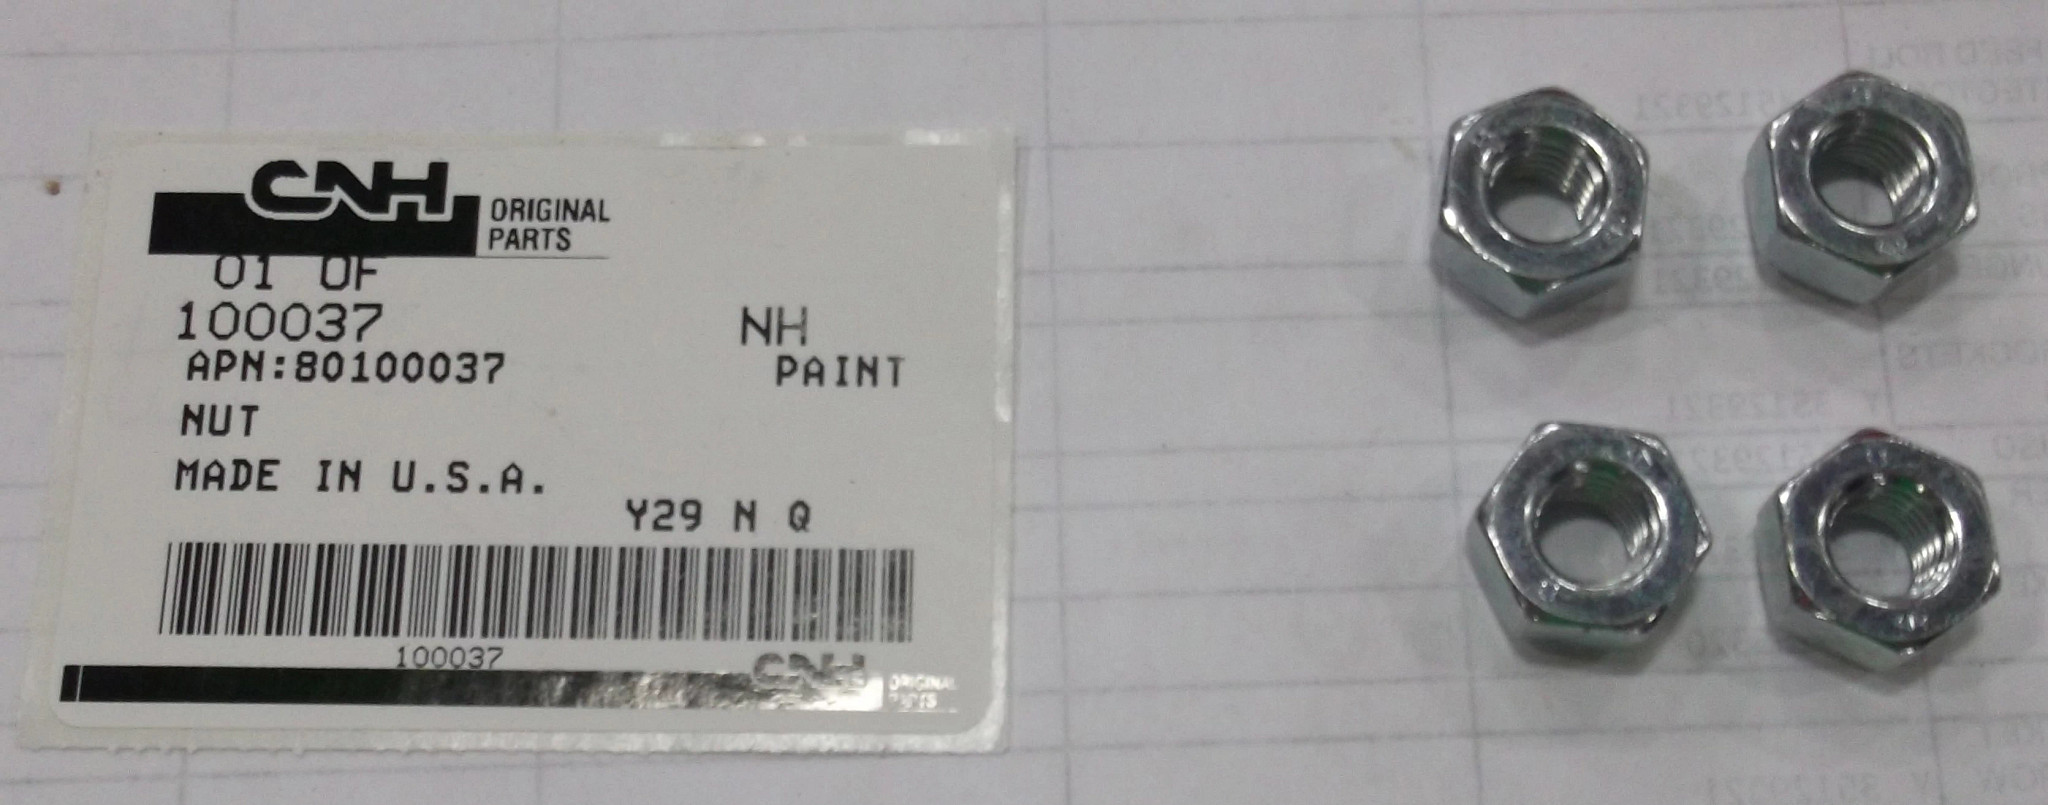 CNH ORIGINAL
PARTS
01 OF
100037 NH
APN:80100037 PAINT
NUT
MADE IN U.S.A.
Y29 N Q
100037
CNH ORIGINAL
PARTS